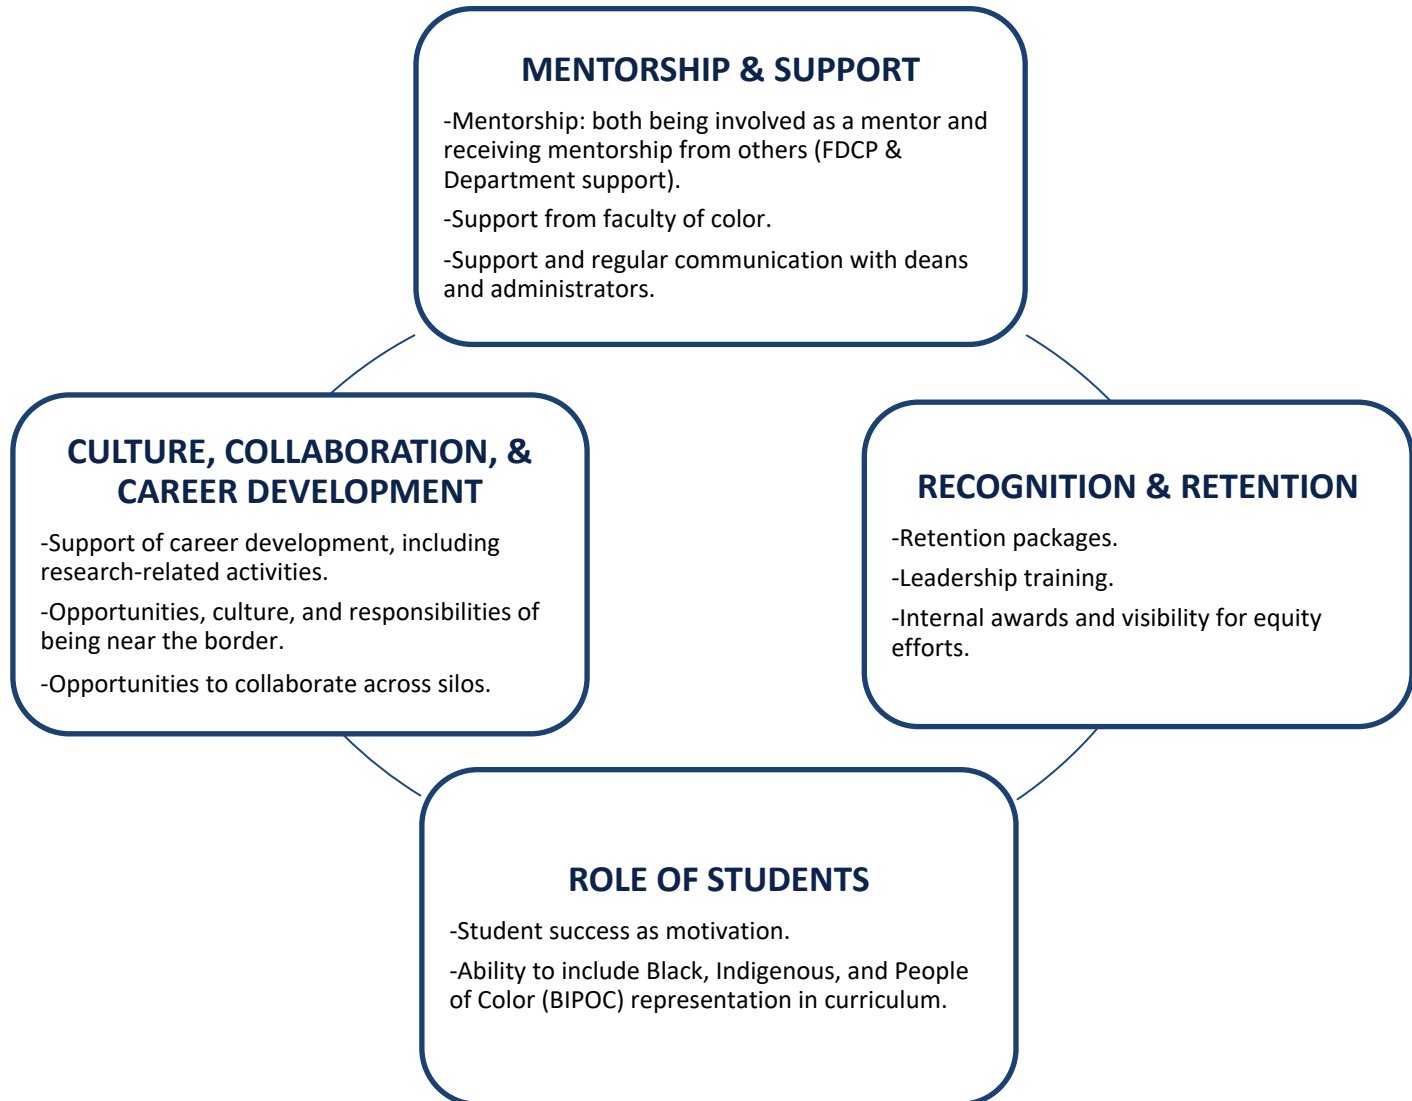 MENTORSHIP & SUPPORT
-Mentorship: both being involved as a mentor and
receiving mentorship from others (FDCP &
Department support).
-Support from faculty of color.
-Support and regular communication with deans
and administrators.
CULTURE, COLLABORATION, &
CAREER DEVELOPMENT
-Support of career development, including
research-related activities.
-Opportunities, culture, and responsibilities of
being near the border.
-Opportunities to collaborate across silos.
RECOGNITION & RETENTION
-Retention packages.
-Leadership training.
-Internal awards and visibility for equity
efforts.
ROLE OF STUDENTS
-Student success as motivation.
-Ability to include Black, Indigenous, and People
of Color (BIPOC) representation in curriculum.